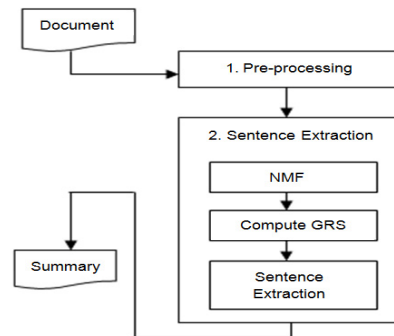 Document
1. Pre-processing
2. Sentence Extraction
NMF
Compute GRS
Summary
Sentence
Extraction